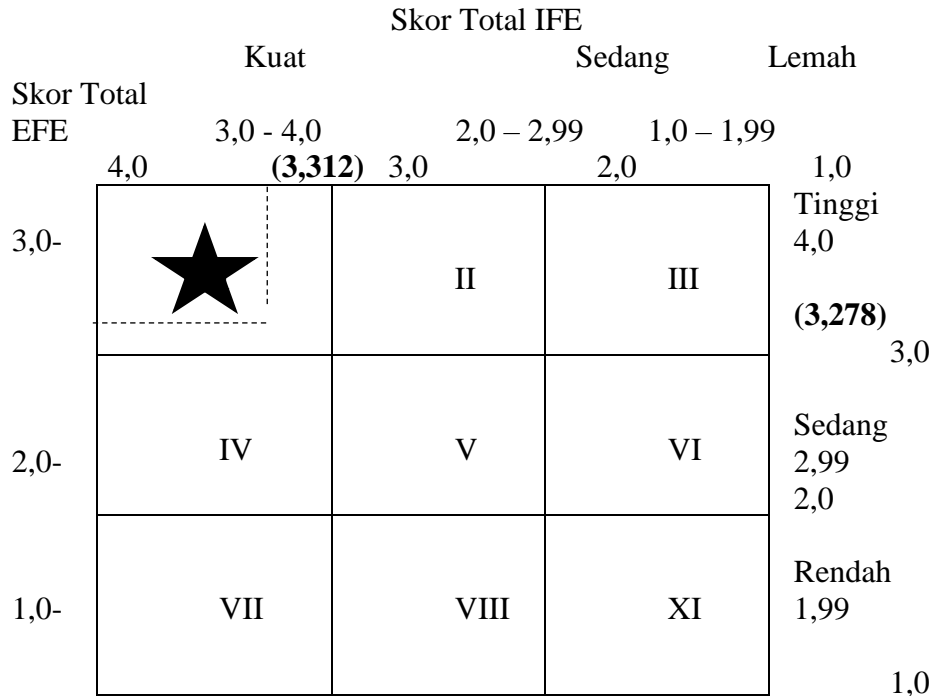 Skor Total IFE
Kuat Sedang Lemah
Skor Total
EFE 3,0 - 4,0 2,0 – 2,99 1,0 – 1,99
4,0 (3,312) 3,0 2,0 1,0
Tinggi
3,0- 4,0
II III
(3,278)
3,0
Sedang
IV V VI
2,0- 2,99
2,0
Rendah
1,0- VII VIII XI 1,99
1,0